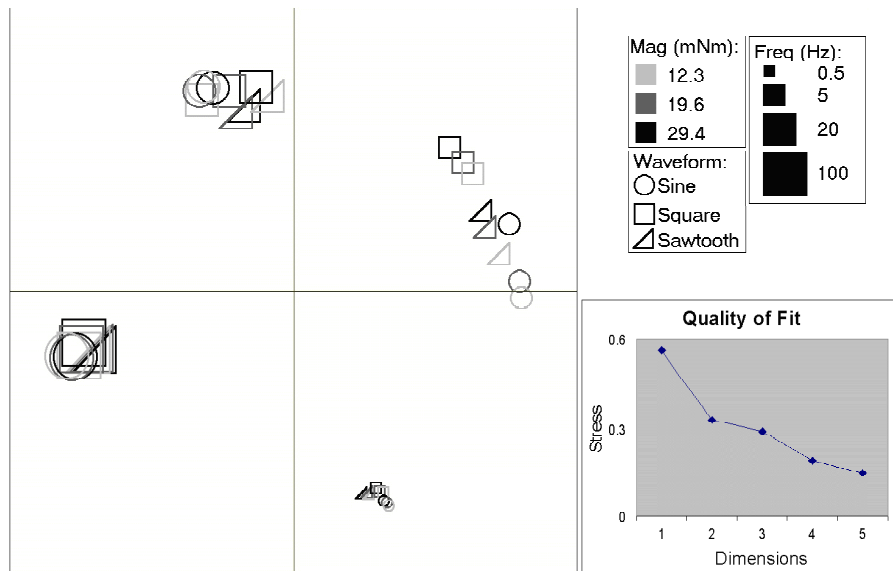 Mag (mNm):
12.3
19.6
29.4
Freq (Hz):
0.5
5
20
100
Waveform:
Sine
Square
Sawtooth
Quality of Fit
0.6
0.3
0
Stress
1 2 3 4 5
Dimensions